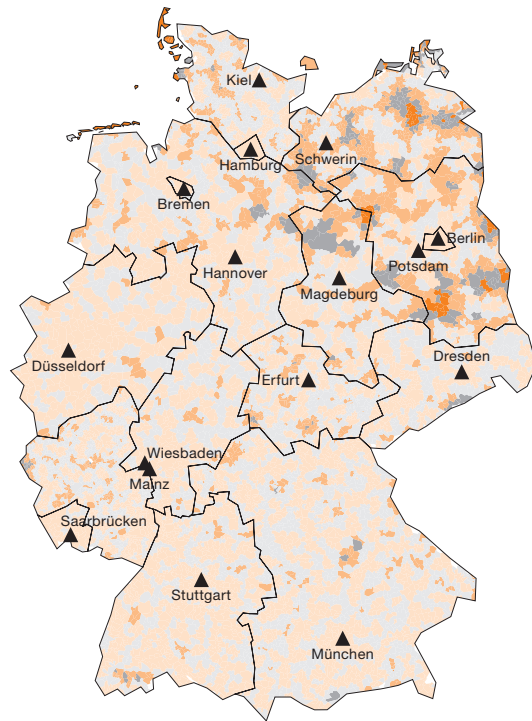 Kiel
Schwerin
Hamburg
Bremen
Berlin
Potsdam
Hannover
Magdeburg
Düsseldorf
Dresden
Erfurt
Wiesbaden
Mainz
Saarbrücken
Stuttgart
München